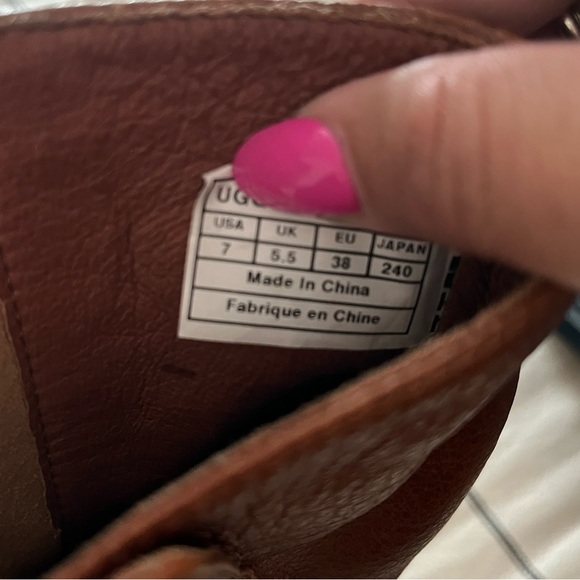 USA UK EU JAPAN
7 5.5 38 240
Made In China
Fabrique en Chine